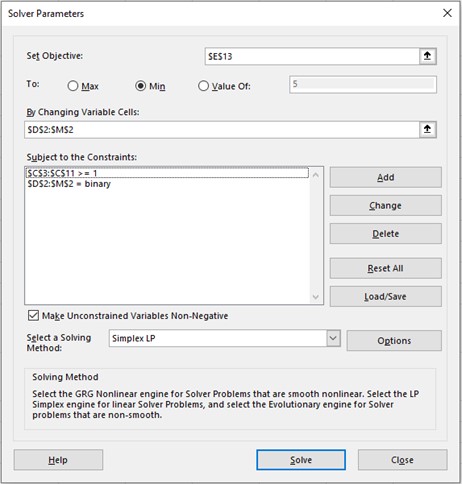 Solver Parameters
Set Objective: $E$13
To: Max Min Value Of: 5
By Changing Variable Cells:
$D$2:$M$2
Subject to the Constraints:
$C$3:$C$11 >= 1
$D$2:$M$2 = binary
Add
Change
Delete
Reset All
Load/Save
Make Unconstrained Variables Non-Negative
Select a Solving
Method:
Simplex LP
Options
Solving Method
Select the GRG Nonlinear engine for Solver Problems that are smooth nonlinear. Select the LP
Simplex engine for linear Solver Problems, and select the Evolutionary engine for Solver
problems that are non-smooth.
Help Solve Close